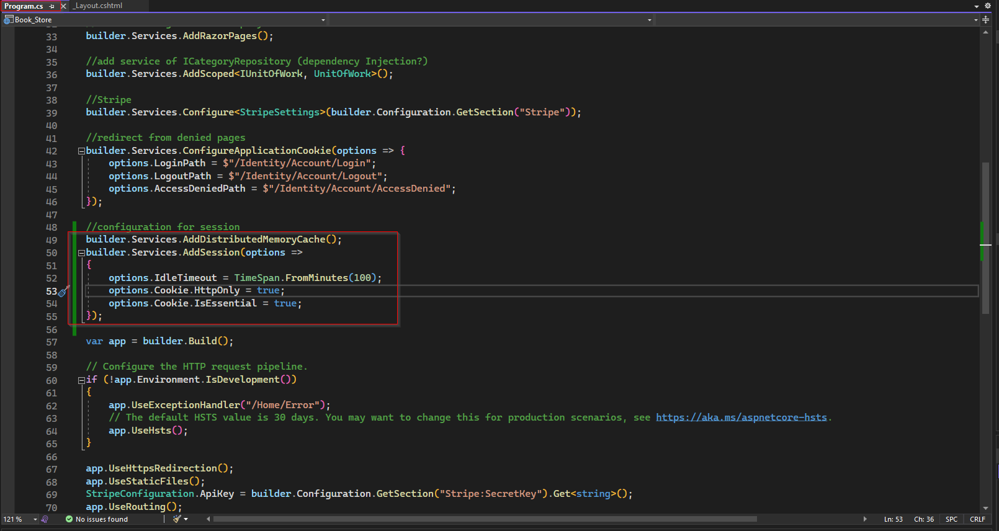 Program.cs
_Layout.cshtml
Book_Store
33 builder.Services.AddRazorPages();
34
35 //add service of ICategoryRepository (dependency Injection?)
36 builder.Services.AddScoped<IUnitOfWork, UnitOfWork>();
37
38 //Stripe
39 builder.Services.Configure<StripeSettings>(builder.Configuration.GetSection("Stripe"));
40
41 //redirect from denied pages
42 builder.Services.ConfigureApplicationCookie(options => {
43 options.LoginPath = $"/Identity/Account/Login";
44 options.LogoutPath = $"/Identity/Account/Logout";
45 options.AccessDeniedPath = $"/Identity/Account/AccessDenied";
46 });
47
48 //configuration for session
49 builder.Services.AddDistributedMemoryCache();
50 builder.Services.AddSession(options =>
51 {
52 options.IdleTimeout = TimeSpan.FromMinutes(100);
53 options.Cookie.HttpOnly = true;
54 options.Cookie.IsEssential = true;
55 });
56
57 var app = builder.Build();
58
59 // Configure the HTTP request pipeline.
60 if (!app.Environment.IsDevelopment())
61 {
62 app.UseExceptionHandler("/Home/Error");
63 // The default HSTS value is 30 days. You may want to change this for production scenarios, see https://aka.ms/aspnetcore-hsts.
64 app.UseHsts();
65 }
66
67 app.UseHttpsRedirection();
68 app.UseStaticFiles();
69 StripeConfiguration.ApiKey = builder.Configuration.GetSection("Stripe:SecretKey").Get<string>();
70 app.UseRouting();
121 % No issues found Ln: 53 Ch: 36 SPC CRLF